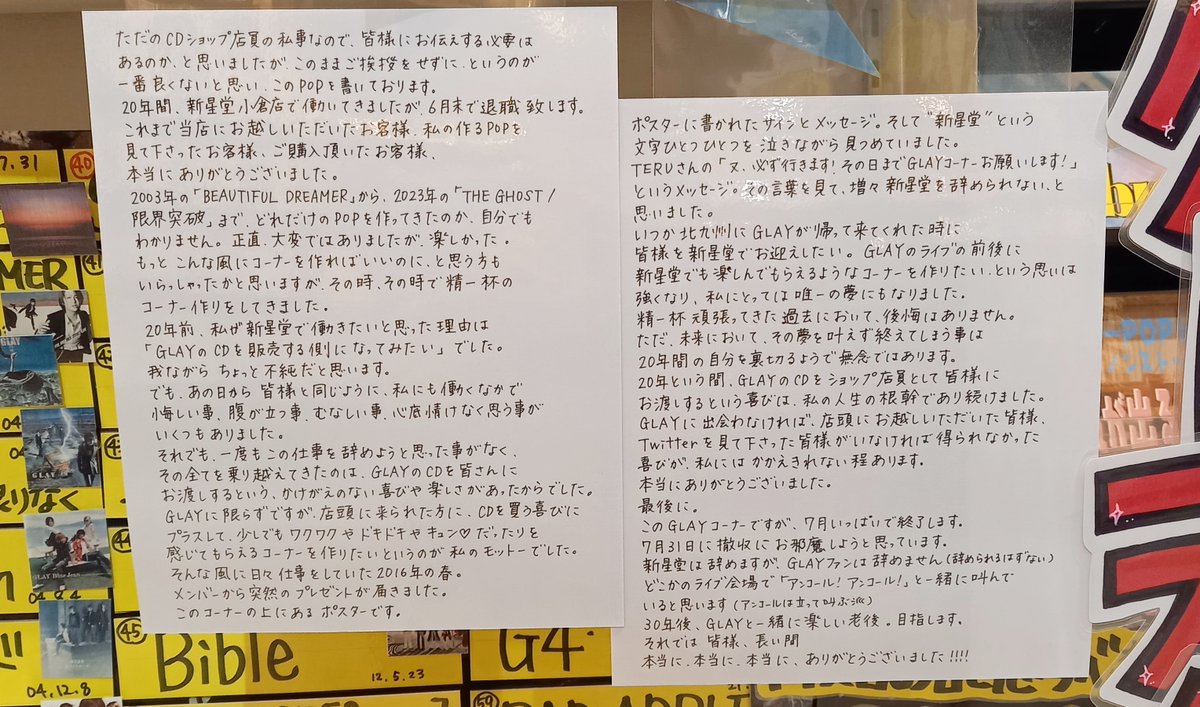 ただのCDショップ店員の私事なので、皆様にお伝えする必要は
あるのか、と思いましたが、このままご挨拶をせずに、というのが
一番良くないと思い、このPOPを書いております。
20年間、新星堂小倉店で働いてきましたが、6月末で退職致します。
これまで当店にお越しいただいたお客様、私の作るPOPを
見て下さったお客様、ご購入頂いたお客様、
本当にありがとうございました。
2003年の「BEAUTIFUL DREAMER」から、2023年の「THE GHOST/
限界突破」まで、どれだけのPOPを作ってきたのか、自分でも
わかりません。正直、大変ではありましたが、楽しかった。
もっとこんな風にコーナーを作ればいいのに、と思う方も
いらっしゃったかと思いますが、その時、その時で精一杯の
コーナー作りをしてきました。
20年前、私が新星堂で働きたいと思った理由は
「GLAYのCDを販売する側になってみたい」でした。
我ながらちょっと不純だと思います。
でも、あの日から皆様と同じように、私にも働くなかで
悔しい事、腹が立つ事、むなしい事、心底情けなく思う事が
いくつもありました。
それでも、一度もこの仕事を辞めようと思った事がなく、
その全てを乗り越えてきたのは、GLAYのCDを皆さんに
お渡しするという、かけがえのない喜びや楽しさがあったからでした。
GLAYに限らずですが、店頭に来られた方に、CDを買う喜びに
プラスして、少しでもワクワクやドキドキやキュン♡だったりを
感じてもらえるコーナーを作りたいというのが私のモットーでした。
そんな風に日々仕事をしていた2016年の春。
メンバーから突然のプレゼントが届きました。
このコーナーの上にあるポスターです。
ポスターに書かれたサインとメッセージ。そして"新星堂"という
文字ひとつひとつを泣きながら見つめていました。
TERUさんの「又、必ず行きます!その日までGLAYコーナーお願いします!」
というメッセージ。その言葉を見て、増々新星堂を辞められない、と
思いました。
いつか北九州にGLAYが帰って来てくれた時に
皆様を新星堂でお迎えしたい。GLAYのライブの前後に
新星堂でも楽しんでもらえるようなコーナーを作りたい、という思いは
強くなり、私にとっては唯一の夢にもなりました。
精一杯頑張ってきた過去において、後悔はありません。
ただ、未来において、その夢を叶えず終えてしまう事は
20年間の自分を裏切るようで無念ではあります。
20年という間、GLAYのCDをショップ店員として皆様に
お渡しするという喜びは、私の人生の根幹であり続けました。
GLAYに出会わなければ、店頭にお越しいただいた皆様、
Twitterを見て下さった皆様がいなければ得られなかった
喜びが、私にはかかえきれない程あります。
本当にありがとうございました。
最後に。
このGLAYコーナーですが、7月いっぱいで終了します。
7月31日に撤収にお邪魔しようと思っています。
新星堂は辞めますが、GLAYファンは辞めません(辞められるはずない)
どこかのライブ会場で「アンコール!アンコール!」と一緒に叫んで
いると思います(アンコールは立って叫ぶ派)
30年後、GLAYと一緒に楽しい老後。目指します。
それでは皆様、長い間
本当に、本当に、本当に、ありがとうございました!!!!
7.31
40
GLAY
GLAY
GLAY Blue Jean
04.12.8
45
Bible
12.5.23
G4
59